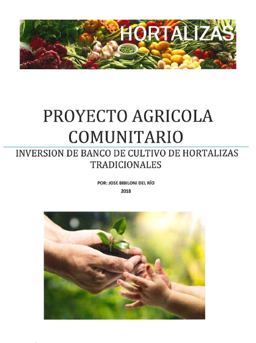 HORTALIZAS
PROYECTO AGRICOLA
COMUNITARIO
INVERSION DE BANCO DE CULTIVO DE HORTALIZAS
TRADICIONALES
POR: JOSE BIBILONI DEL RÍO
2018